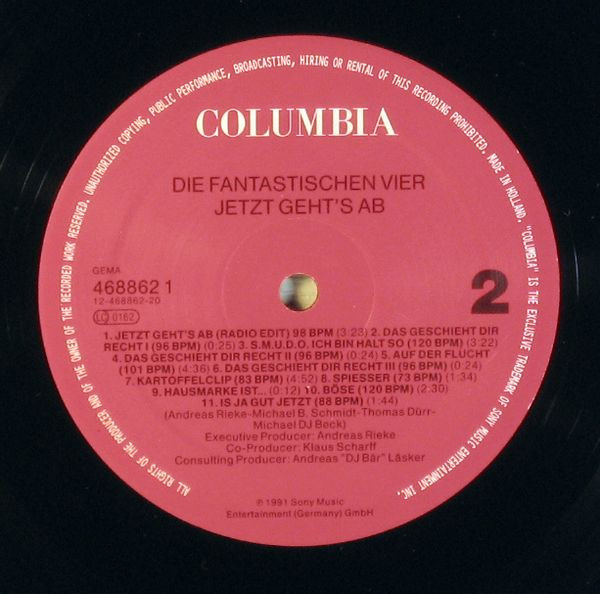 ALL RIGHTS OF THE PRODUCER AND OF THE OWNER OF THE RECORDED WORK RESERVED. UNAUTHORIZED COPYING, PUBLIC PERFORMANCE, BROADCASTING, HIRING OR RENTAL OF THIS RECORDING PROHIBITED. MADE IN HOLLAND. "COLUMBIA" IS THE EXCLUSIVE TRADEMARK OF SONY MUSIC ENTERTAINMENT INC.
COLUMBIA
DIE FANTASTISCHEN VIER
JETZT GEHT'S AB
GEMA
468862 1
12-468862-20
LC 0162
2
1. JETZT GEHT'S AB (RADIO EDIT) 98 BPM (3:23) 2. DAS GESCHIEHT DIR
RECHT I (96 BPM) (0:25) 3. S.M.U.D.O. ICH BIN HALT SO (120 BPM) (3:22)
4. DAS GESCHIEHT DIR RECHT II (96 BPM) (0:24) 5. AUF DER FLUCHT
(101 BPM) (4:36) 6. DAS GESCHIEHT DIR RECHT III (96 BPM) (0:24)
7. KARTOFFELCLIP (83 BPM) (4:52) 8. SPIESSER (73 BPM) (1:34)
9. HAUSMARKE IST... (0:12) 10. BÖSE (120 BPM) (2:30)
11. IS JA GUT JETZT (88 BPM) (1:44)
(Andreas Rieke-Michael B. Schmidt-Thomas Dürr-
Michael DJ Beck)
Executive Producer: Andreas Rieke
Co-Producer: Klaus Scharff
Consulting Producer: Andreas "DJ Bär" Läsker
℗ 1991 Sony Music
Entertainment (Germany) GmbH